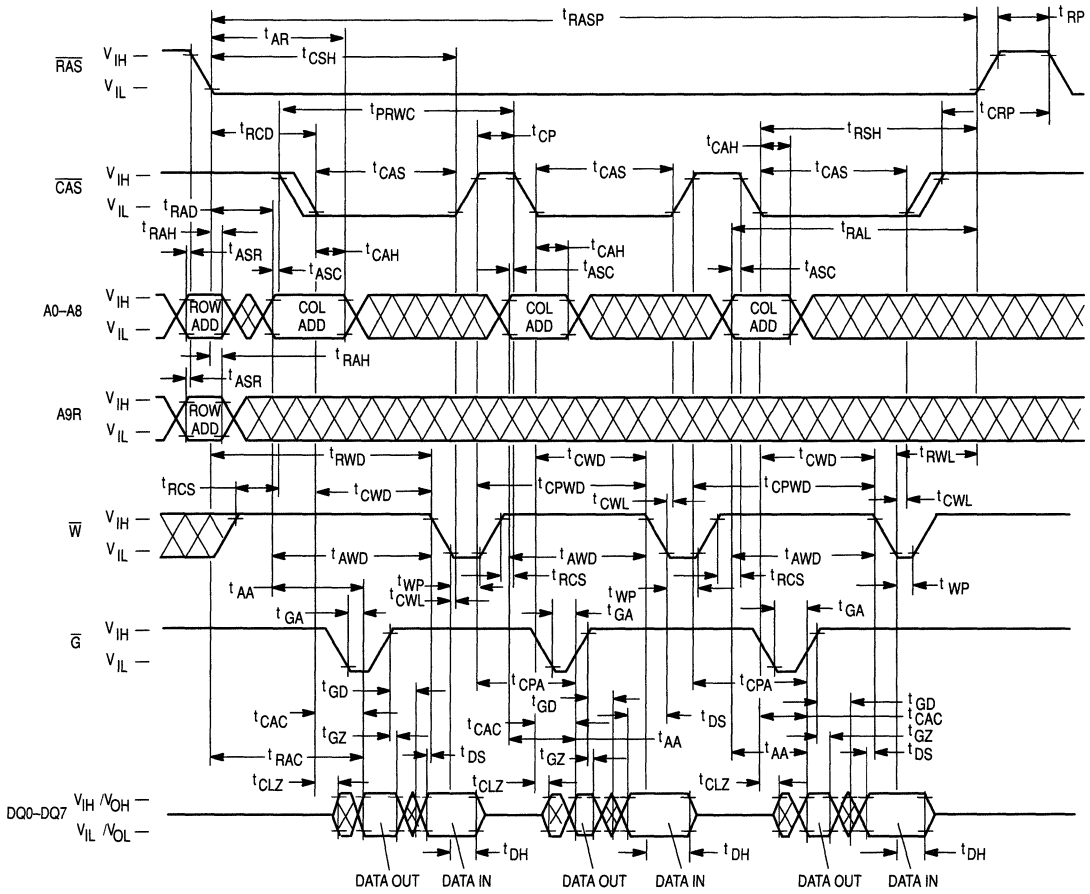 tRASP
tRP
tAR
tCSH
RAS VIH
VIL
tPRWC
tCRP
tRCD
tCP
tRSH
tCAH
CAS VIH
tCAS
tCAS
tCAS
VIL
tRAD
tRAL
tRAH
tASR
tCAH
tCAH
tASC
tASC
tASC
A0–A8 VIH
VIL
ROW ADD
COL ADD
COL ADD
COL ADD
tRAH
tASR
A9R VIH
VIL
ROW ADD
tRWD
tCWD
tCWD
tRWL
tRCS
tCWD
tCPWD
tCPWD
tCWL
tCWL
W VIH
VIL
tAWD
tAWD
tAWD
tAA
tWP
tRCS
tWP
tRCS
tWP
tCWL
tGA
tGA
tGA
G VIH
VIL
tCPA
tCPA
tGD
tGD
tGD
tCAC
tCAC
tDS
tCAC
tGZ
tAA
tGZ
tRAC
tDS
tGZ
tAA
tDS
tCLZ
tCLZ
tCLZ
DQ0–DQ7 VIH/VOH
VIL/VOL
tDH
tDH
tDH
DATA OUT
DATA IN
DATA OUT
DATA IN
DATA OUT
DATA IN